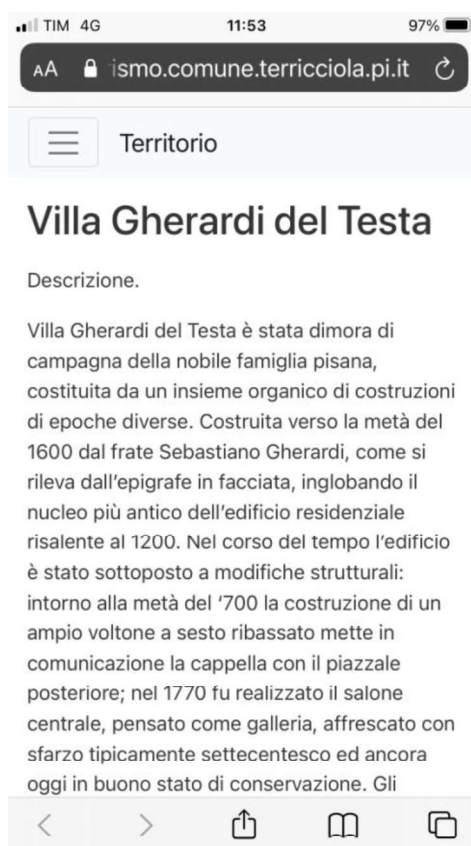 TIM 4G 11:53 97%
AA ismo.comune.terricciola.pi.it
Territorio
Villa Gherardi del Testa
Descrizione.
Villa Gherardi del Testa è stata dimora di
campagna della nobile famiglia pisana,
costituita da un insieme organico di costruzioni
di epoche diverse. Costruita verso la metà del
1600 dal frate Sebastiano Gherardi, come si
rileva dall'epigrafe in facciata, inglobando il
nucleo più antico dell'edificio residenziale
risalente al 1200. Nel corso del tempo l'edificio
è stato sottoposto a modifiche strutturali:
intorno alla metà del '700 la costruzione di un
ampio voltone a sesto ribassato mette in
comunicazione la cappella con il piazzale
posteriore; nel 1770 fu realizzato il salone
centrale, pensato come galleria, affrescato con
sfarzo tipicamente settecentesco ed ancora
oggi in buono stato di conservazione. Gli